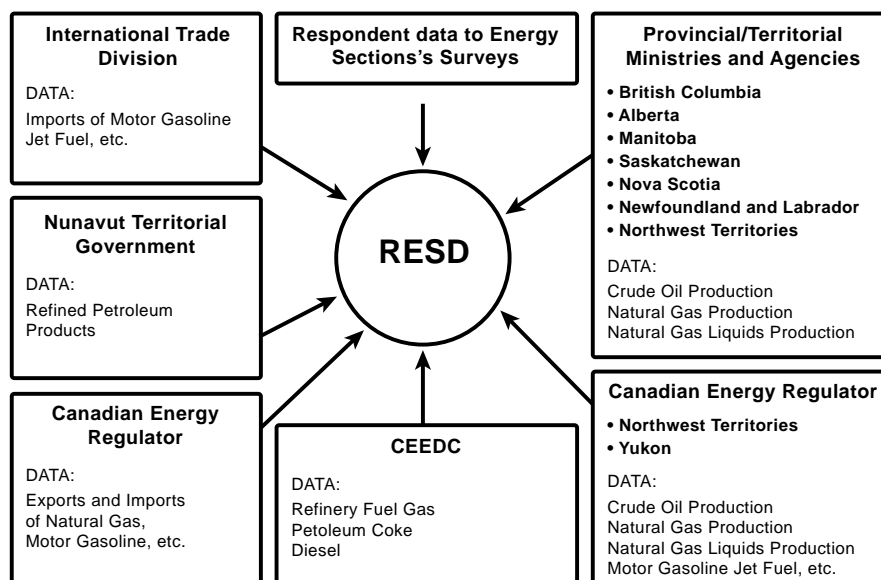 International Trade
Division
DATA:
Imports of Motor Gasoline
Jet Fuel, etc.
Respondent data to Energy
Sections's Surveys
Provincial/Territorial
Ministries and Agencies
• British Columbia
• Alberta
• Manitoba
• Saskatchewan
• Nova Scotia
• Newfoundland and Labrador
• Northwest Territories
DATA:
Crude Oil Production
Natural Gas Production
Natural Gas Liquids Production
Nunavut Territorial
Government
DATA:
Refined Petroleum
Products
RESD
Canadian Energy
Regulator
DATA:
Exports and Imports
of Natural Gas,
Motor Gasoline, etc.
CEEDC
DATA:
Refinery Fuel Gas
Petoleum Coke
Diesel
Canadian Energy Regulator
• Northwest Territories
• Yukon
DATA:
Crude Oil Production
Natural Gas Production
Natural Gas Liquids Production
Motor Gasoline Jet Fuel, etc.